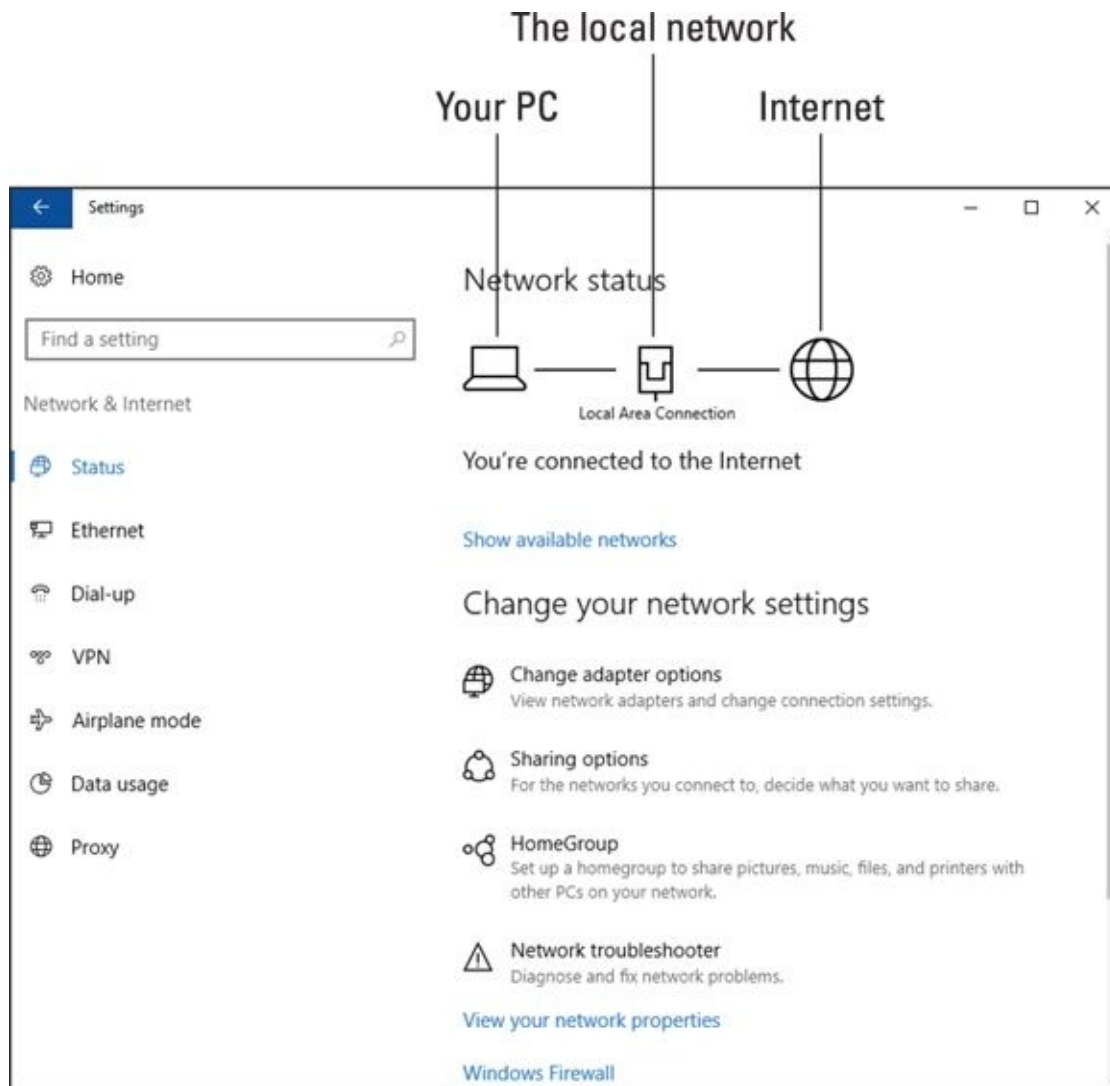 The local network
Your PC
Internet
Settings
Home
Find a setting
Network & Internet
Status
Ethernet
Dial-up
VPN
Airplane mode
Data usage
Proxy
Network status
Local Area Connection
You're connected to the Internet
Show available networks
Change your network settings
Change adapter options
View network adapters and change connection settings.
Sharing options
For the networks you connect to, decide what you want to share.
HomeGroup
Set up a homegroup to share pictures, music, files, and printers with
other PCs on your network.
Network troubleshooter
Diagnose and fix network problems.
View your network properties
Windows Firewall